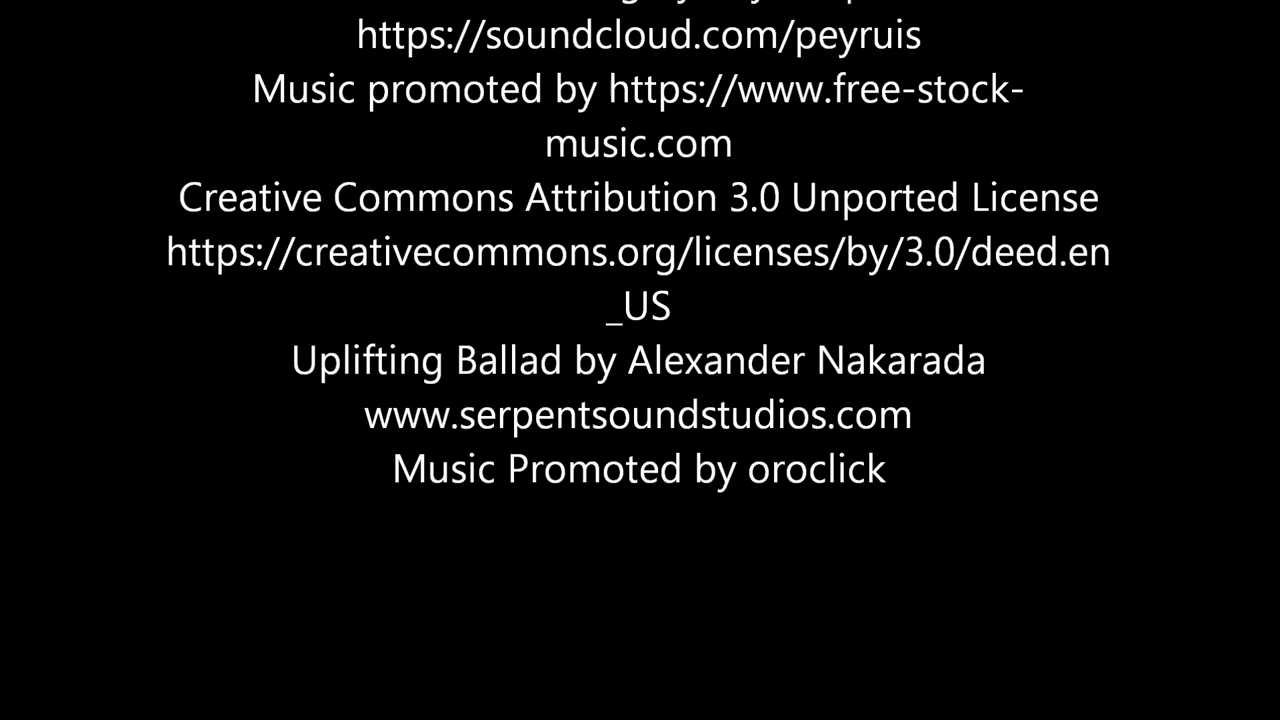 https://soundcloud.com/peyruis
Music promoted by https://www.free-stock-
music.com
Creative Commons Attribution 3.0 Unported License
https://creativecommons.org/licenses/by/3.0/deed.en
_US
Uplifting Ballad by Alexander Nakarada
www.serpentsoundstudios.com
Music Promoted by oroclick